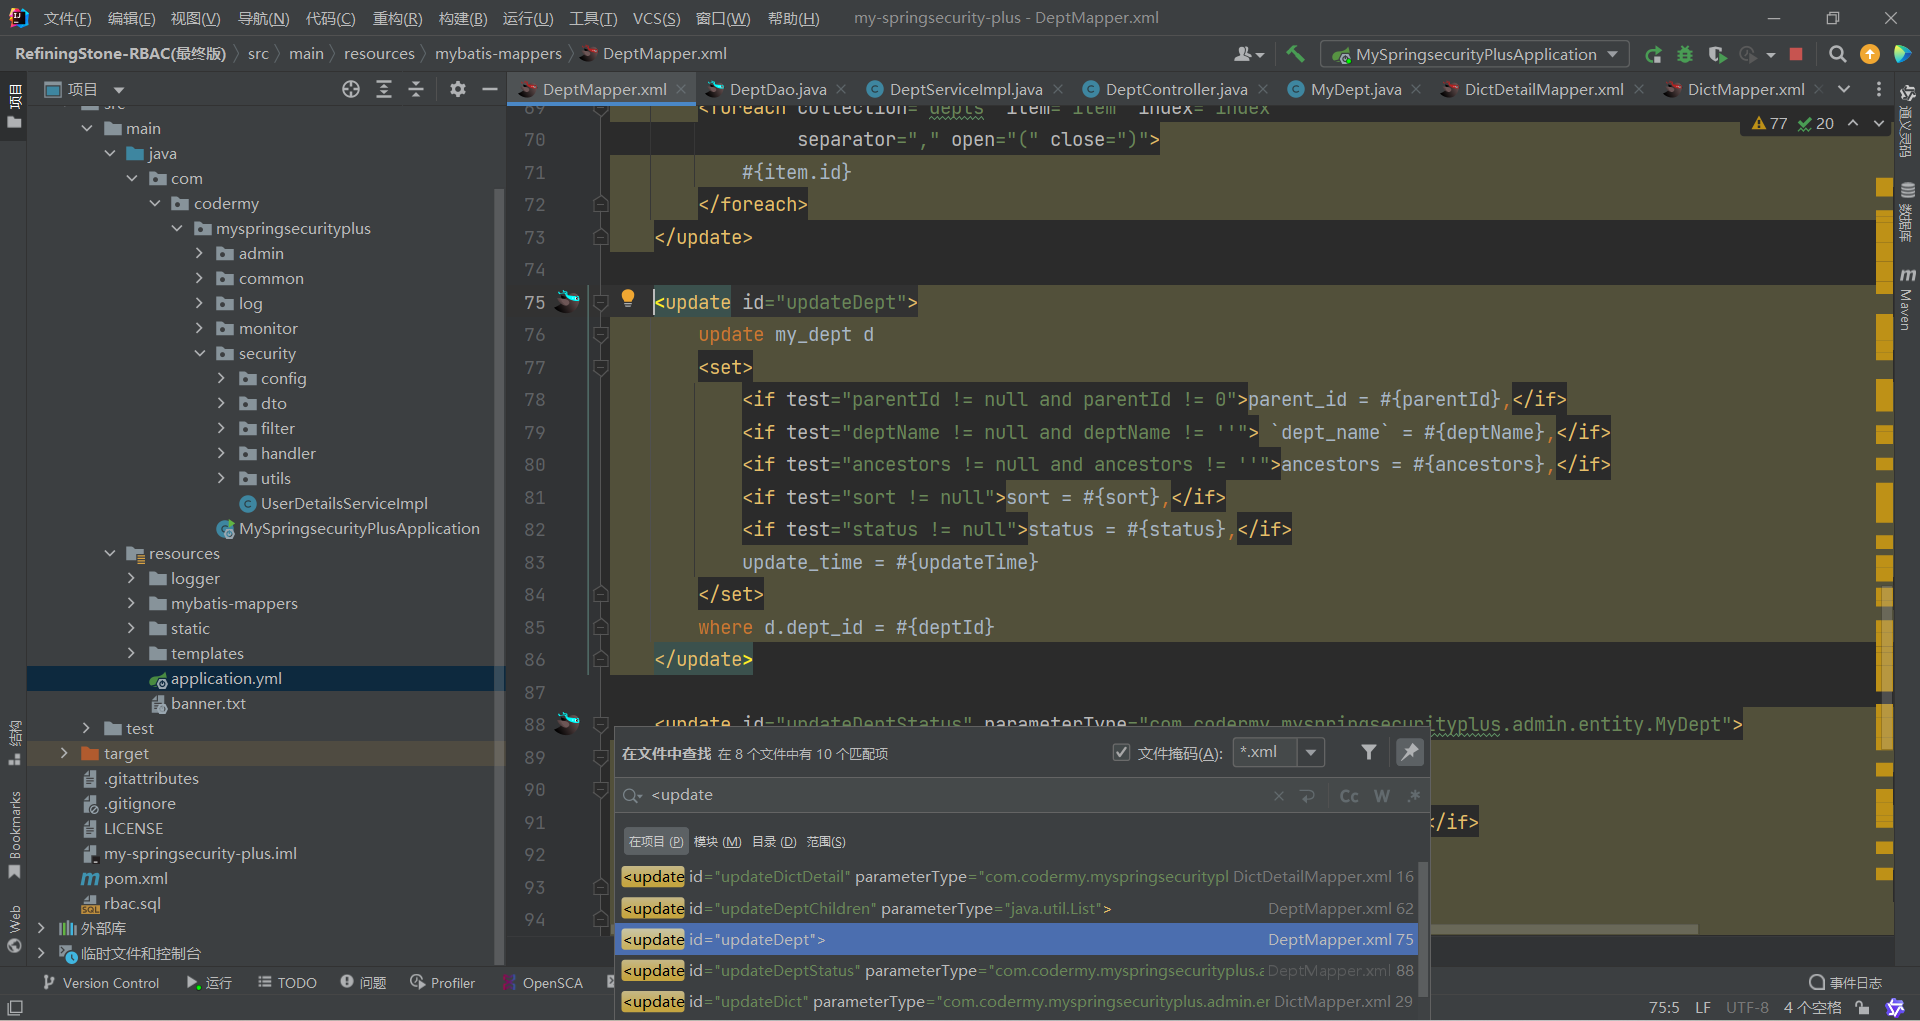 文件(F) 编辑(E) 视图(V) 导航(N) 代码(C) 重构(R) 构建(B) 运行(U) 工具(T) VCS(S) 窗口(W) 帮助(H) my-springsecurity-plus - DeptMapper.xml
RefiningStone-RBAC(最终版) src main resources mybatis-mappers DeptMapper.xml MySpringsecurityPlusApplication
项目
项目
结构
Bookmarks
Web
src
main
java
com
codermy
myspringsecurityplus
admin
common
log
monitor
security
config
dto
filter
handler
utils
UserDetailsServiceImpl
MySpringsecurityPlusApplication
resources
logger
mybatis-mappers
static
templates
application.yml
banner.txt
test
target
.gitattributes
.gitignore
LICENSE
my-springsecurity-plus.iml
pom.xml
rbac.sql
外部库
临时文件和控制台
DeptMapper.xml DeptDao.java DeptServiceImpl.java DeptController.java MyDept.java DictDetailMapper.xml DictMapper.xml
77 20
69 <foreach collection="depts" item="item" index="index"
70 separator="," open="(" close=")">
71 #{item.id}
72 </foreach>
73 </update>
74
75 <update id="updateDept">
76 update my_dept d
77 <set>
78 <if test="parentId != null and parentId != 0">parent_id = #{parentId},</if>
79 <if test="deptName != null and deptName != ''"> `dept_name` = #{deptName},</if>
80 <if test="ancestors != null and ancestors != ''">ancestors = #{ancestors},</if>
81 <if test="sort != null">sort = #{sort},</if>
82 <if test="status != null">status = #{status},</if>
83 update_time = #{updateTime}
84 </set>
85 where d.dept_id = #{deptId}
86 </update>
87
88 <update id="updateDeptStatus" parameterType="com.codermy.myspringsecurityplus.admin.entity.MyDept">
89
90
91 </if>
92
93
94
在文件中查找 在 8 个文件中有 10 个匹配项 文件掩码(A): *.xml
<update Cc W .*
在项目 (P) 模块 (M) 目录 (D) 范围(S)
<update id="updateDictDetail" parameterType="com.codermy.myspringsecuritypl DictDetailMapper.xml 16
<update id="updateDeptChildren" parameterType="java.util.List"> DeptMapper.xml 62
<update id="updateDept"> DeptMapper.xml 75
<update id="updateDeptStatus" parameterType="com.codermy.myspringsecurityplus.a DeptMapper.xml 88
<update id="updateDict" parameterType="com.codermy.myspringsecurityplus.admin.er DictMapper.xml 29
通义灵码
数据库
m Maven
Version Control 运行 TODO 问题 Profiler OpenSCA 事件日志
75:5 LF UTF-8 4 个空格